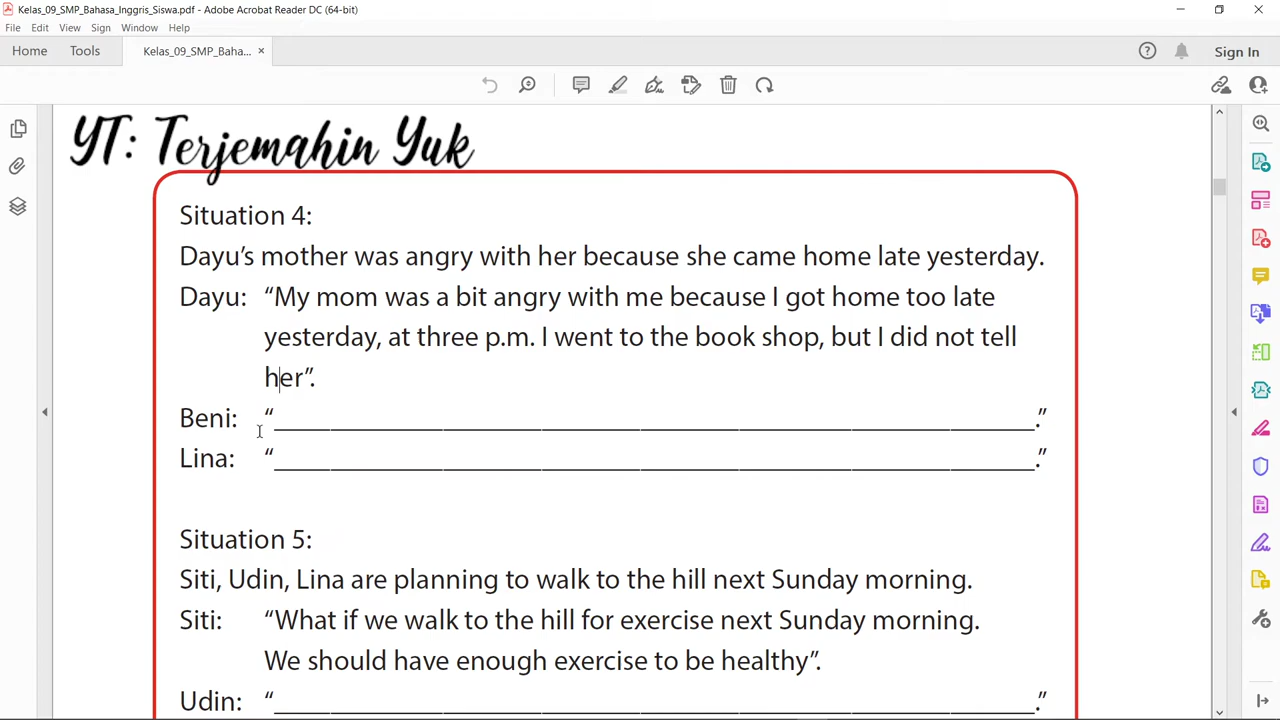 Kelas_09_SMP_Bahasa_Inggris_Siswa.pdf - Adobe Acrobat Reader DC (64-bit)
File Edit View Sign Window Help
Home Tools Kelas_09_SMP_Baha... × Sign In
YT: Terjemahin Yuk
Situation 4:
Dayu’s mother was angry with her because she came home late yesterday.
Dayu: “My mom was a bit angry with me because I got home too late
yesterday, at three p.m. I went to the book shop, but I did not tell
her”.
Beni: “______________________________.”
Lina: “______________________________.”
Situation 5:
Siti, Udin, Lina are planning to walk to the hill next Sunday morning.
Siti: “What if we walk to the hill for exercise next Sunday morning.
We should have enough exercise to be healthy”.
Udin: “______________________________.”